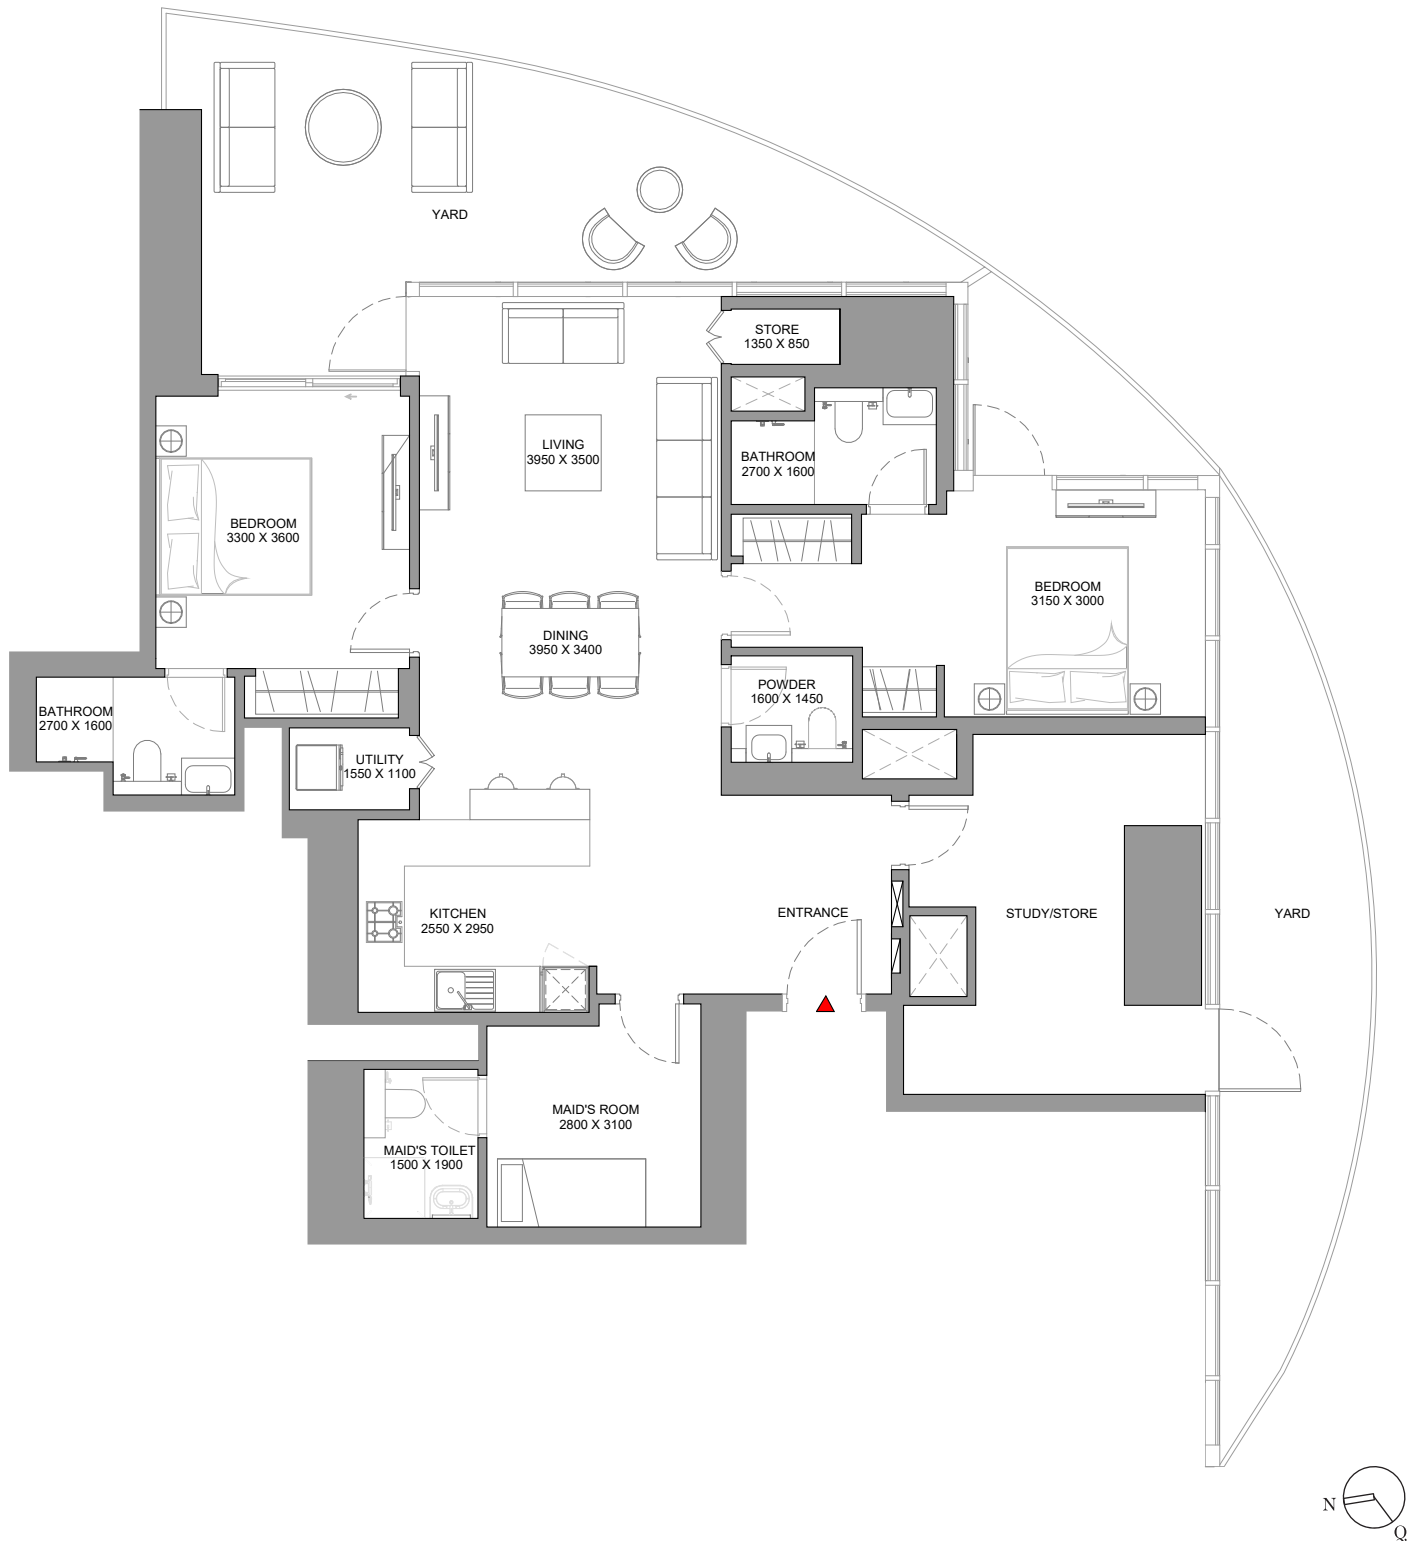 YARD
STORE
1350 X 850
LIVING
3950 X 3500
BATHROOM
2700 X 1600
BEDROOM
3300 X 3600
BEDROOM
3150 X 3000
DINING
3950 X 3400
POWDER
1600 X 1450
BATHROOM
2700 X 1600
UTILITY
1550 X 1100
KITCHEN
2550 X 2950
ENTRANCE
STUDY/STORE
YARD
MAID'S ROOM
2800 X 3100
MAID'S TOILET
1500 X 1900
N
Q